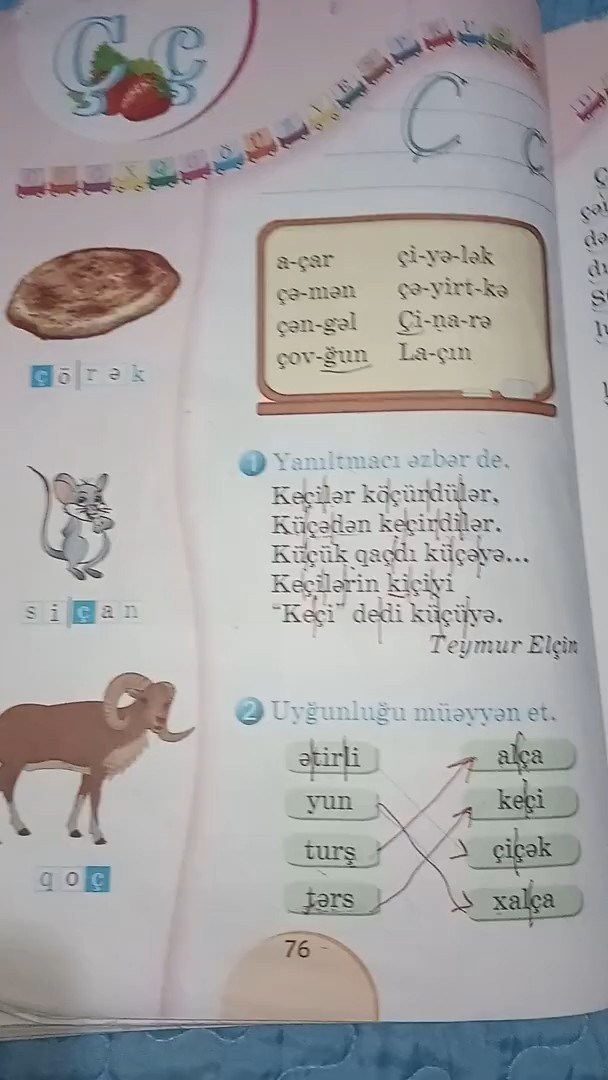 Ç ç
C c
çörək
siçan
qoç
a-çar
çə-mən
çən-gəl
çov-ğun
çi-yə-lək
çə-yirt-kə
Çi-na-rə
La-çın
1 Yanıltmacı əzbər de.
Keçilər köçürdülər,
Küçədən keçirdilər.
Küçük qaçdı küçəyə...
Keçilərin kiçiyi
“Keçi” dedi küçüyə.
Teymur Elçin
2 Uyğunluğu müəyyən et.
ətirli
yun
turş
tərs
alça
keçi
çiçək
xalça
76